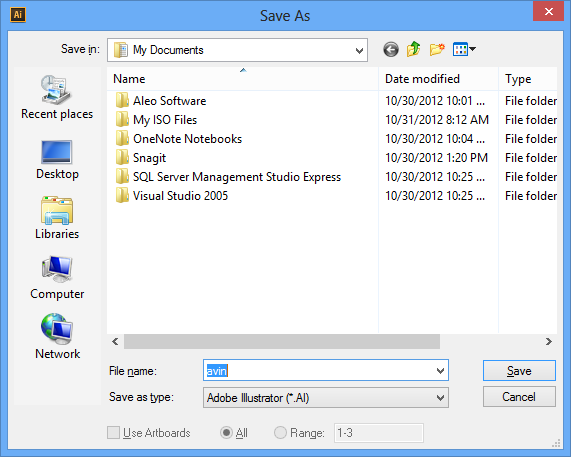 Ai Save As
Save in: My Documents
Name Date modified Type
Aleo Software 10/30/2012 10:01 ... File folder
My ISO Files 10/31/2012 8:12 AM File folder
OneNote Notebooks 10/30/2012 10:04 ... File folder
Snagit 10/30/2012 1:20 PM File folder
SQL Server Management Studio Express 10/30/2012 10:25 ... File folder
Visual Studio 2005 10/30/2012 10:25 ... File folder
Recent places
Desktop
Libraries
Computer
Network
File name: avin Save
Save as type: Adobe Illustrator (*.AI) Cancel
Use Artboards All Range: 1-3